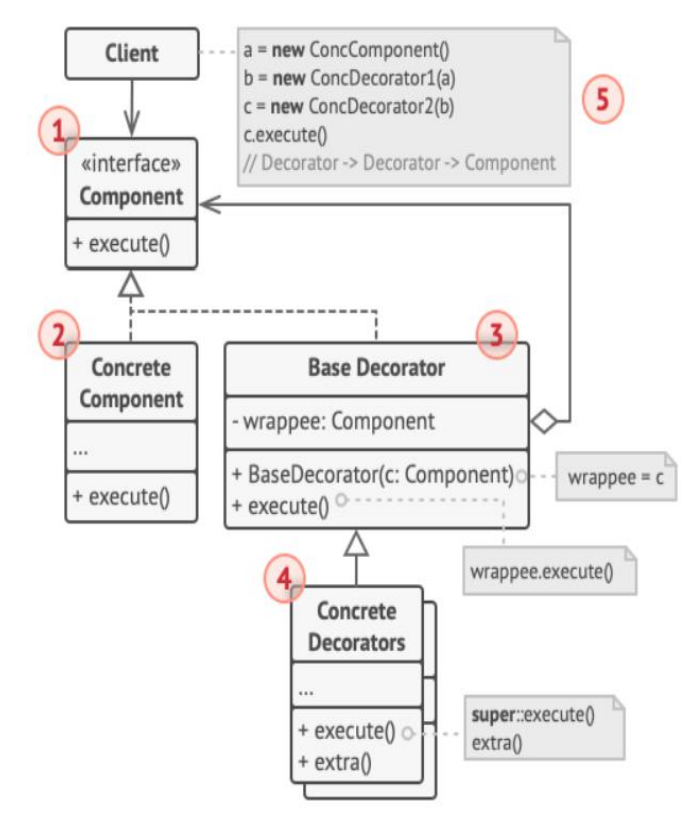 Client
a = new ConcComponent()
b = new ConcDecorator1(a)
c = new ConcDecorator2(b)
c.execute()
// Decorator -> Decorator -> Component
5
1
«interface»
Component
+ execute()
2
Concrete
Component
...
+ execute()
3
Base Decorator
- wrappee: Component
+ BaseDecorator(c: Component)
+ execute()
wrappee = c
wrappee.execute()
4
Concrete
Decorators
...
+ execute()
+ extra()
super::execute()
extra()